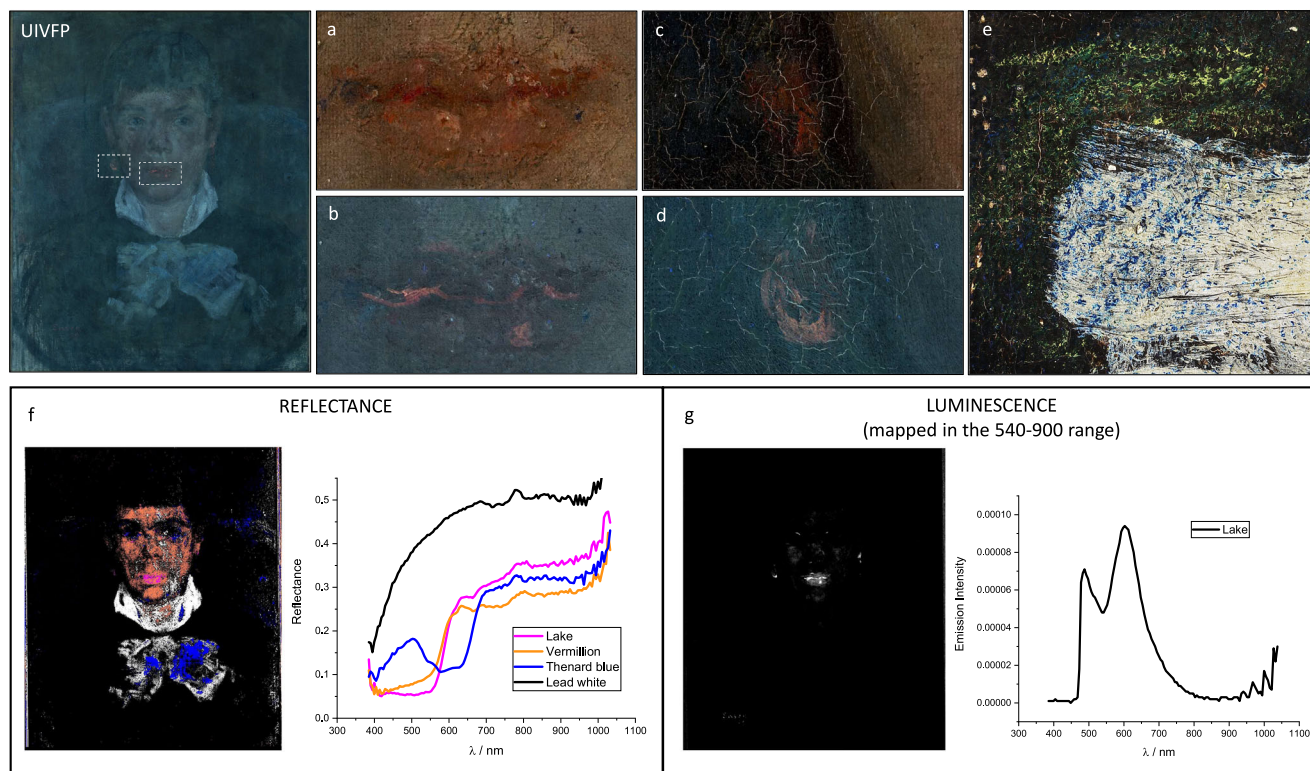 UIVFP
a
c
e
b
d
f
REFLECTANCE
0,5
0,4
0,3
0,2
0,1
0,0
Reflectance
Lake
Vermillion
Thenard blue
Lead white
300 400 500 600 700 800 900 1000 1100
λ / nm
g
LUMINESCENCE
(mapped in the 540-900 range)
0.00010
0.00008
0.00006
0.00004
0.00002
0.00000
Emission Intensity
Lake
300 400 500 600 700 800 900 1000 1100
λ / nm